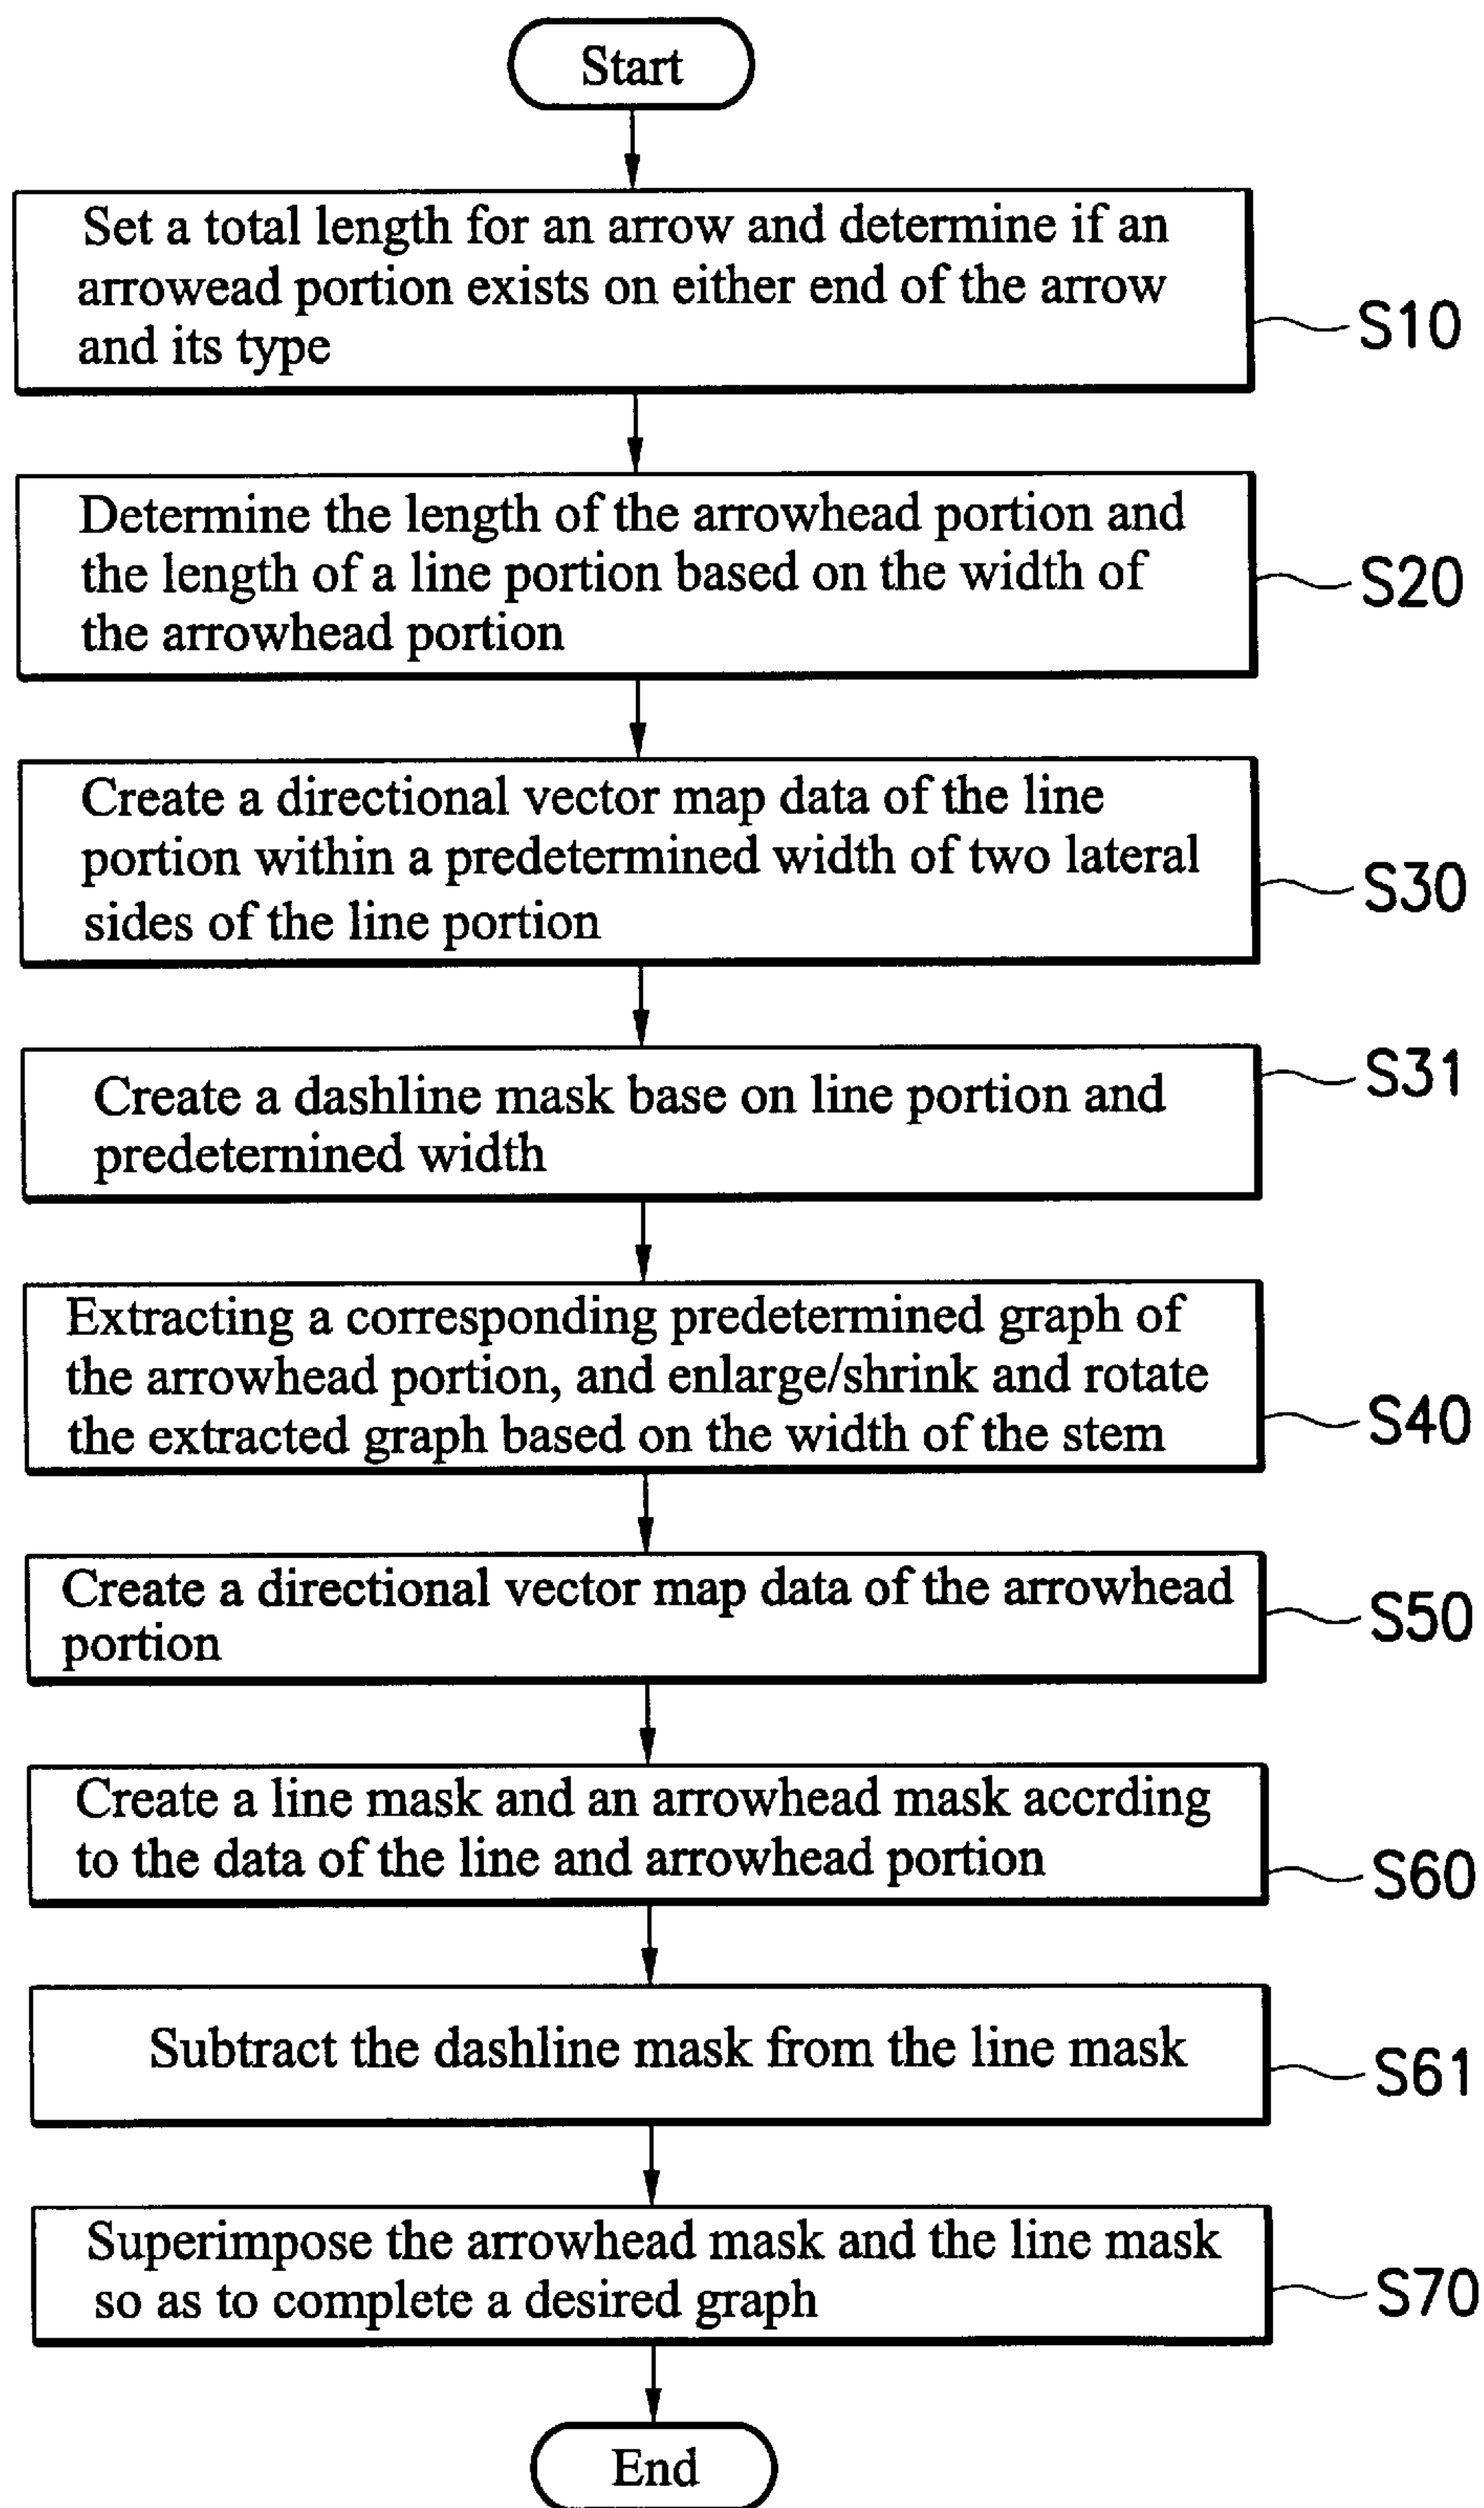 Start
Set a total length for an arrow and determine if an
arrowead portion exists on either end of the arrow
and its type
S10
Determine the length of the arrowhead portion and
the length of a line portion based on the width of
the arrowhead portion
S20
Create a directional vector map data of the line
portion within a predetermined width of two lateral
sides of the line portion
S30
Create a dashline mask base on line portion and
predeternined width
S31
Extracting a corresponding predetermined graph of
the arrowhead portion, and enlarge/shrink and rotate
the extracted graph based on the width of the stem
S40
Create a directional vector map data of the arrowhead
portion
S50
Create a line mask and an arrowhead mask accrding
to the data of the line and arrowhead portion
S60
Subtract the dashline mask from the line mask
S61
Superimpose the arrowhead mask and the line mask
so as to complete a desired graph
S70
End